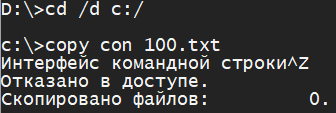 D:\>cd /d c:/
c:\>copy con 100.txt
Интерфейс командной строки^Z
Отказано в доступе.
Скопировано файлов:         0.